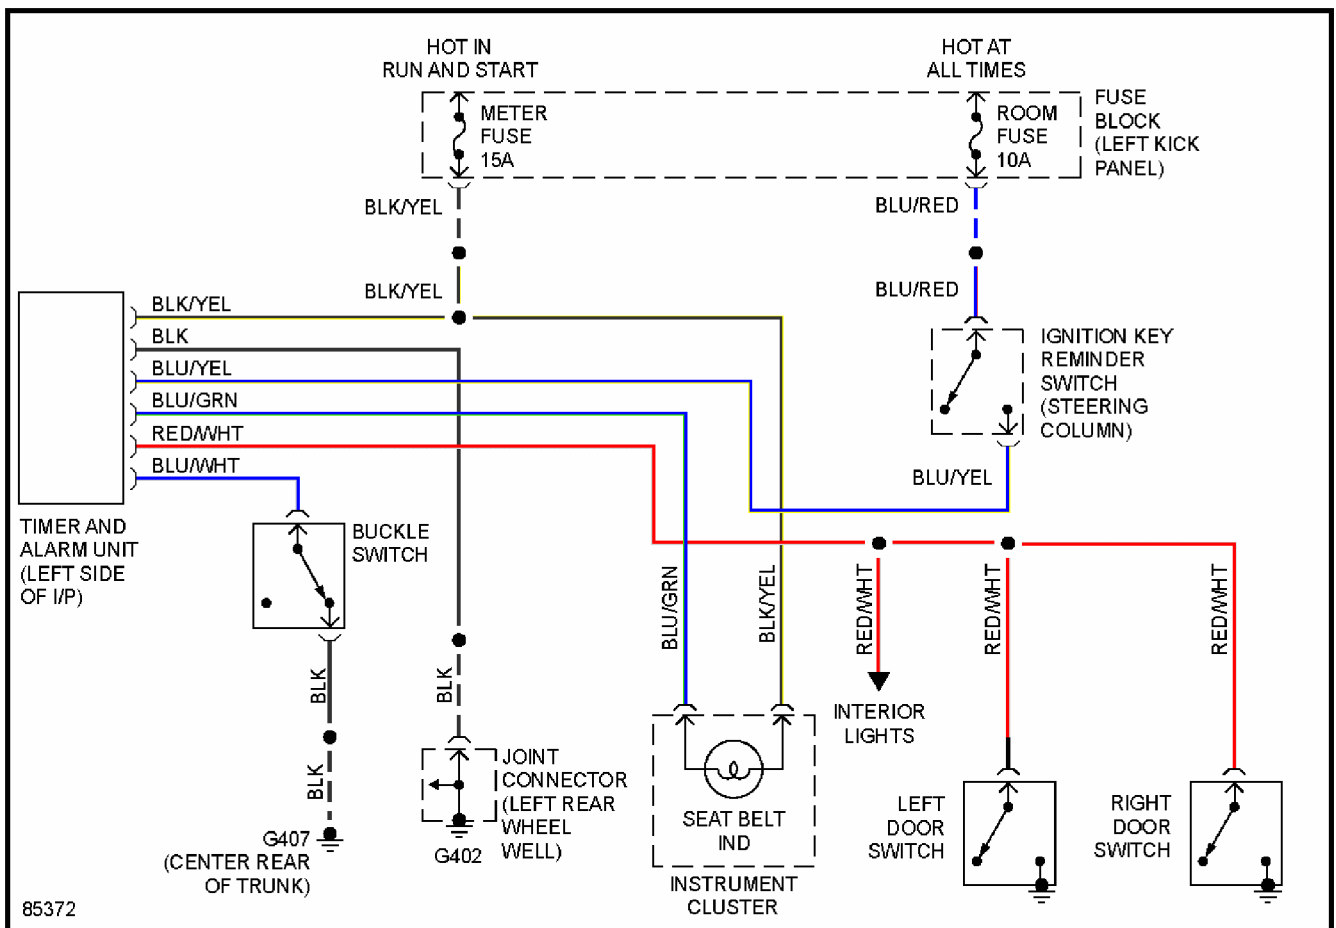 HOT IN
RUN AND START
HOT AT
ALL TIMES
METER
FUSE
15A
ROOM
FUSE
10A
FUSE
BLOCK
(LEFT KICK
PANEL)
BLK/YEL
BLU/RED
BLK/YEL
BLU/RED
BLK/YEL
BLK
BLU/YEL
BLU/GRN
RED/WHT
BLU/WHT
IGNITION KEY
REMINDER
SWITCH
(STEERING
COLUMN)
BLU/YEL
TIMER AND
ALARM UNIT
(LEFT SIDE
OF I/P)
BUCKLE
SWITCH
BLU/GRN
BLK/YEL
RED/WHT
RED/WHT
RED/WHT
BLK
BLK
BLK
INTERIOR
LIGHTS
JOINT
CONNECTOR
(LEFT REAR
WHEEL
WELL)
G402
G407
(CENTER REAR
OF TRUNK)
SEAT BELT
IND
INSTRUMENT
CLUSTER
LEFT
DOOR
SWITCH
RIGHT
DOOR
SWITCH
85372